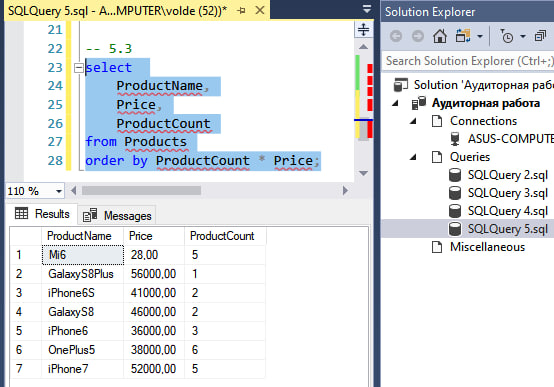 SQLQuery 5.sql - A...MPUTER\volde (52))*
Solution Explorer
21
22 -- 5.3
23 select
24 ProductName,
25 Price,
26 ProductCount
27 from Products
28 order by ProductCount * Price;
110 %
Results Messages
ProductName Price ProductCount
1 Mi6 28,00 5
2 GalaxyS8Plus 56000,00 1
3 iPhone6S 41000,00 2
4 GalaxyS8 46000,00 2
5 iPhone6 36000,00 3
6 OnePlus5 38000,00 6
7 iPhone7 52000,00 5
Search Solution Explorer (Ctrl+;)
Solution 'Аудиторная раб
Аудиторная работа
Connections
ASUS-COMPUTE
Queries
SQLQuery 2.sql
SQLQuery 3.sql
SQLQuery 4.sql
SQLQuery 5.sql
Miscellaneous